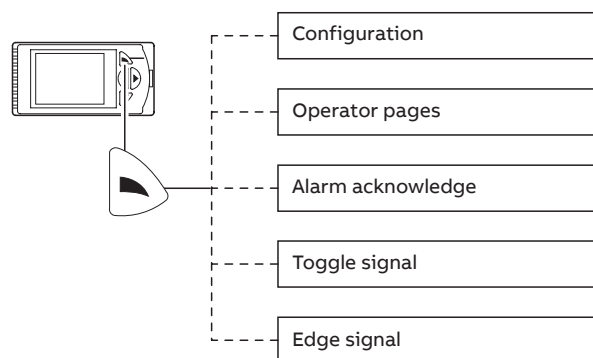 Configuration
Operator pages
Alarm acknowledge
Toggle signal
Edge signal